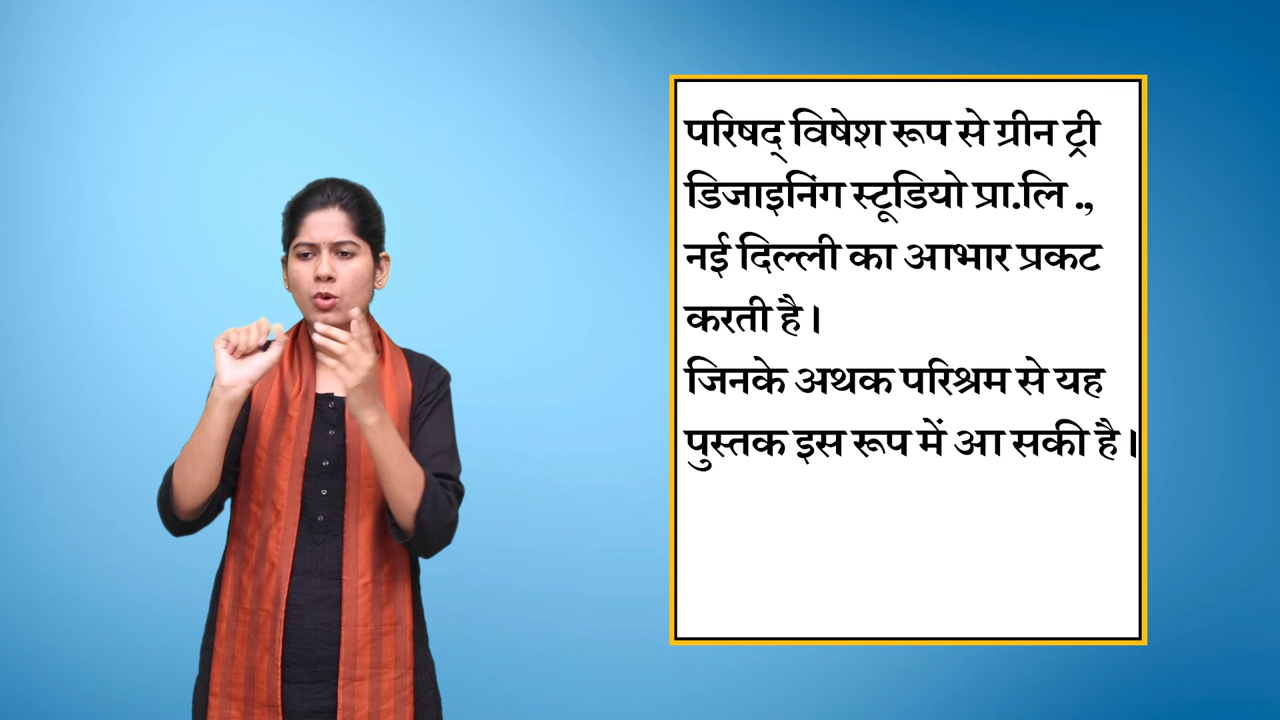 परिषद् विषेश रूप से ग्रीन ट्री
डिजाइनिंग स्टूडियो प्रा.लि .,
नई दिल्ली का आभार प्रकट
करती है ।
जिनके अथक परिश्रम से यह
पुस्तक इस रूप में आ सकी है ।